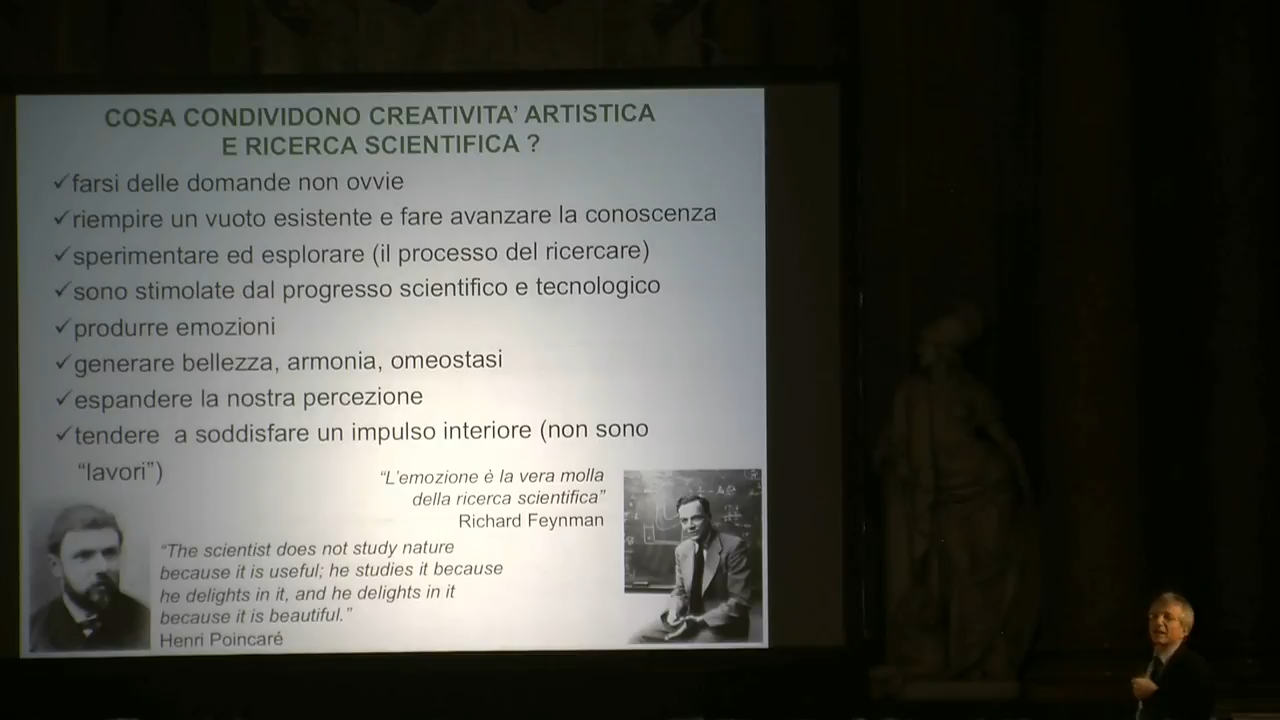 COSA CONDIVIDONO CREATIVITA' ARTISTICA
E RICERCA SCIENTIFICA ?
✓farsi delle domande non ovvie
✓riempire un vuoto esistente e fare avanzare la conoscenza
✓sperimentare ed esplorare (il processo del ricercare)
✓sono stimolate dal progresso scientifico e tecnologico
✓produrre emozioni
✓generare bellezza, armonia, omeostasi
✓espandere la nostra percezione
✓tendere a soddisfare un impulso interiore (non sono
“lavori”)
“L'emozione è la vera molla
della ricerca scientifica”
Richard Feynman
“The scientist does not study nature
because it is useful; he studies it because
he delights in it, and he delights in it
because it is beautiful.”
Henri Poincaré